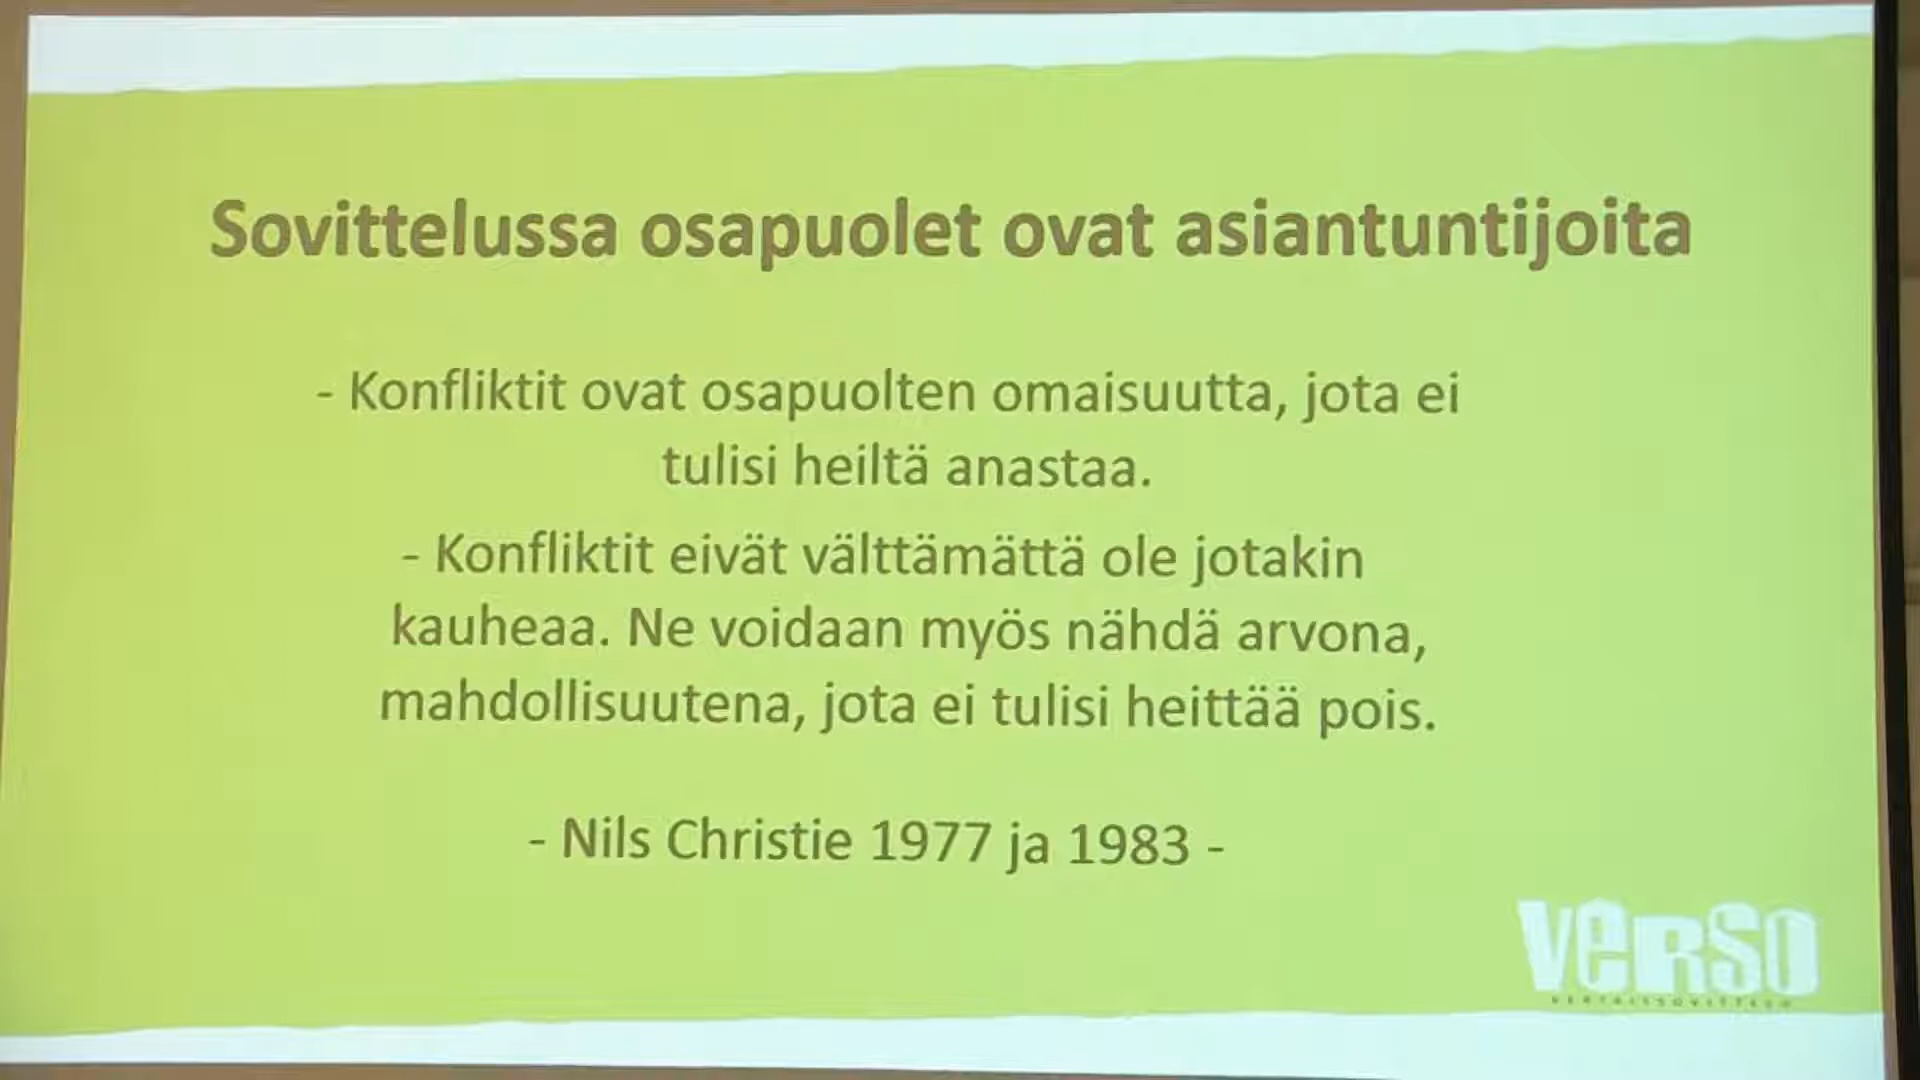 Sovittelussa osapuolet ovat asiantuntijoita
- Konfliktit ovat osapuolten omaisuutta, jota ei
tulisi heiltä anastaa.
- Konfliktit eivät välttämättä ole jotakin
kauheaa. Ne voidaan myös nähdä arvona,
mahdollisuutena, jota ei tulisi heittää pois.
- Nils Christie 1977 ja 1983 -
VERSO
VERTAISSOVITTELU